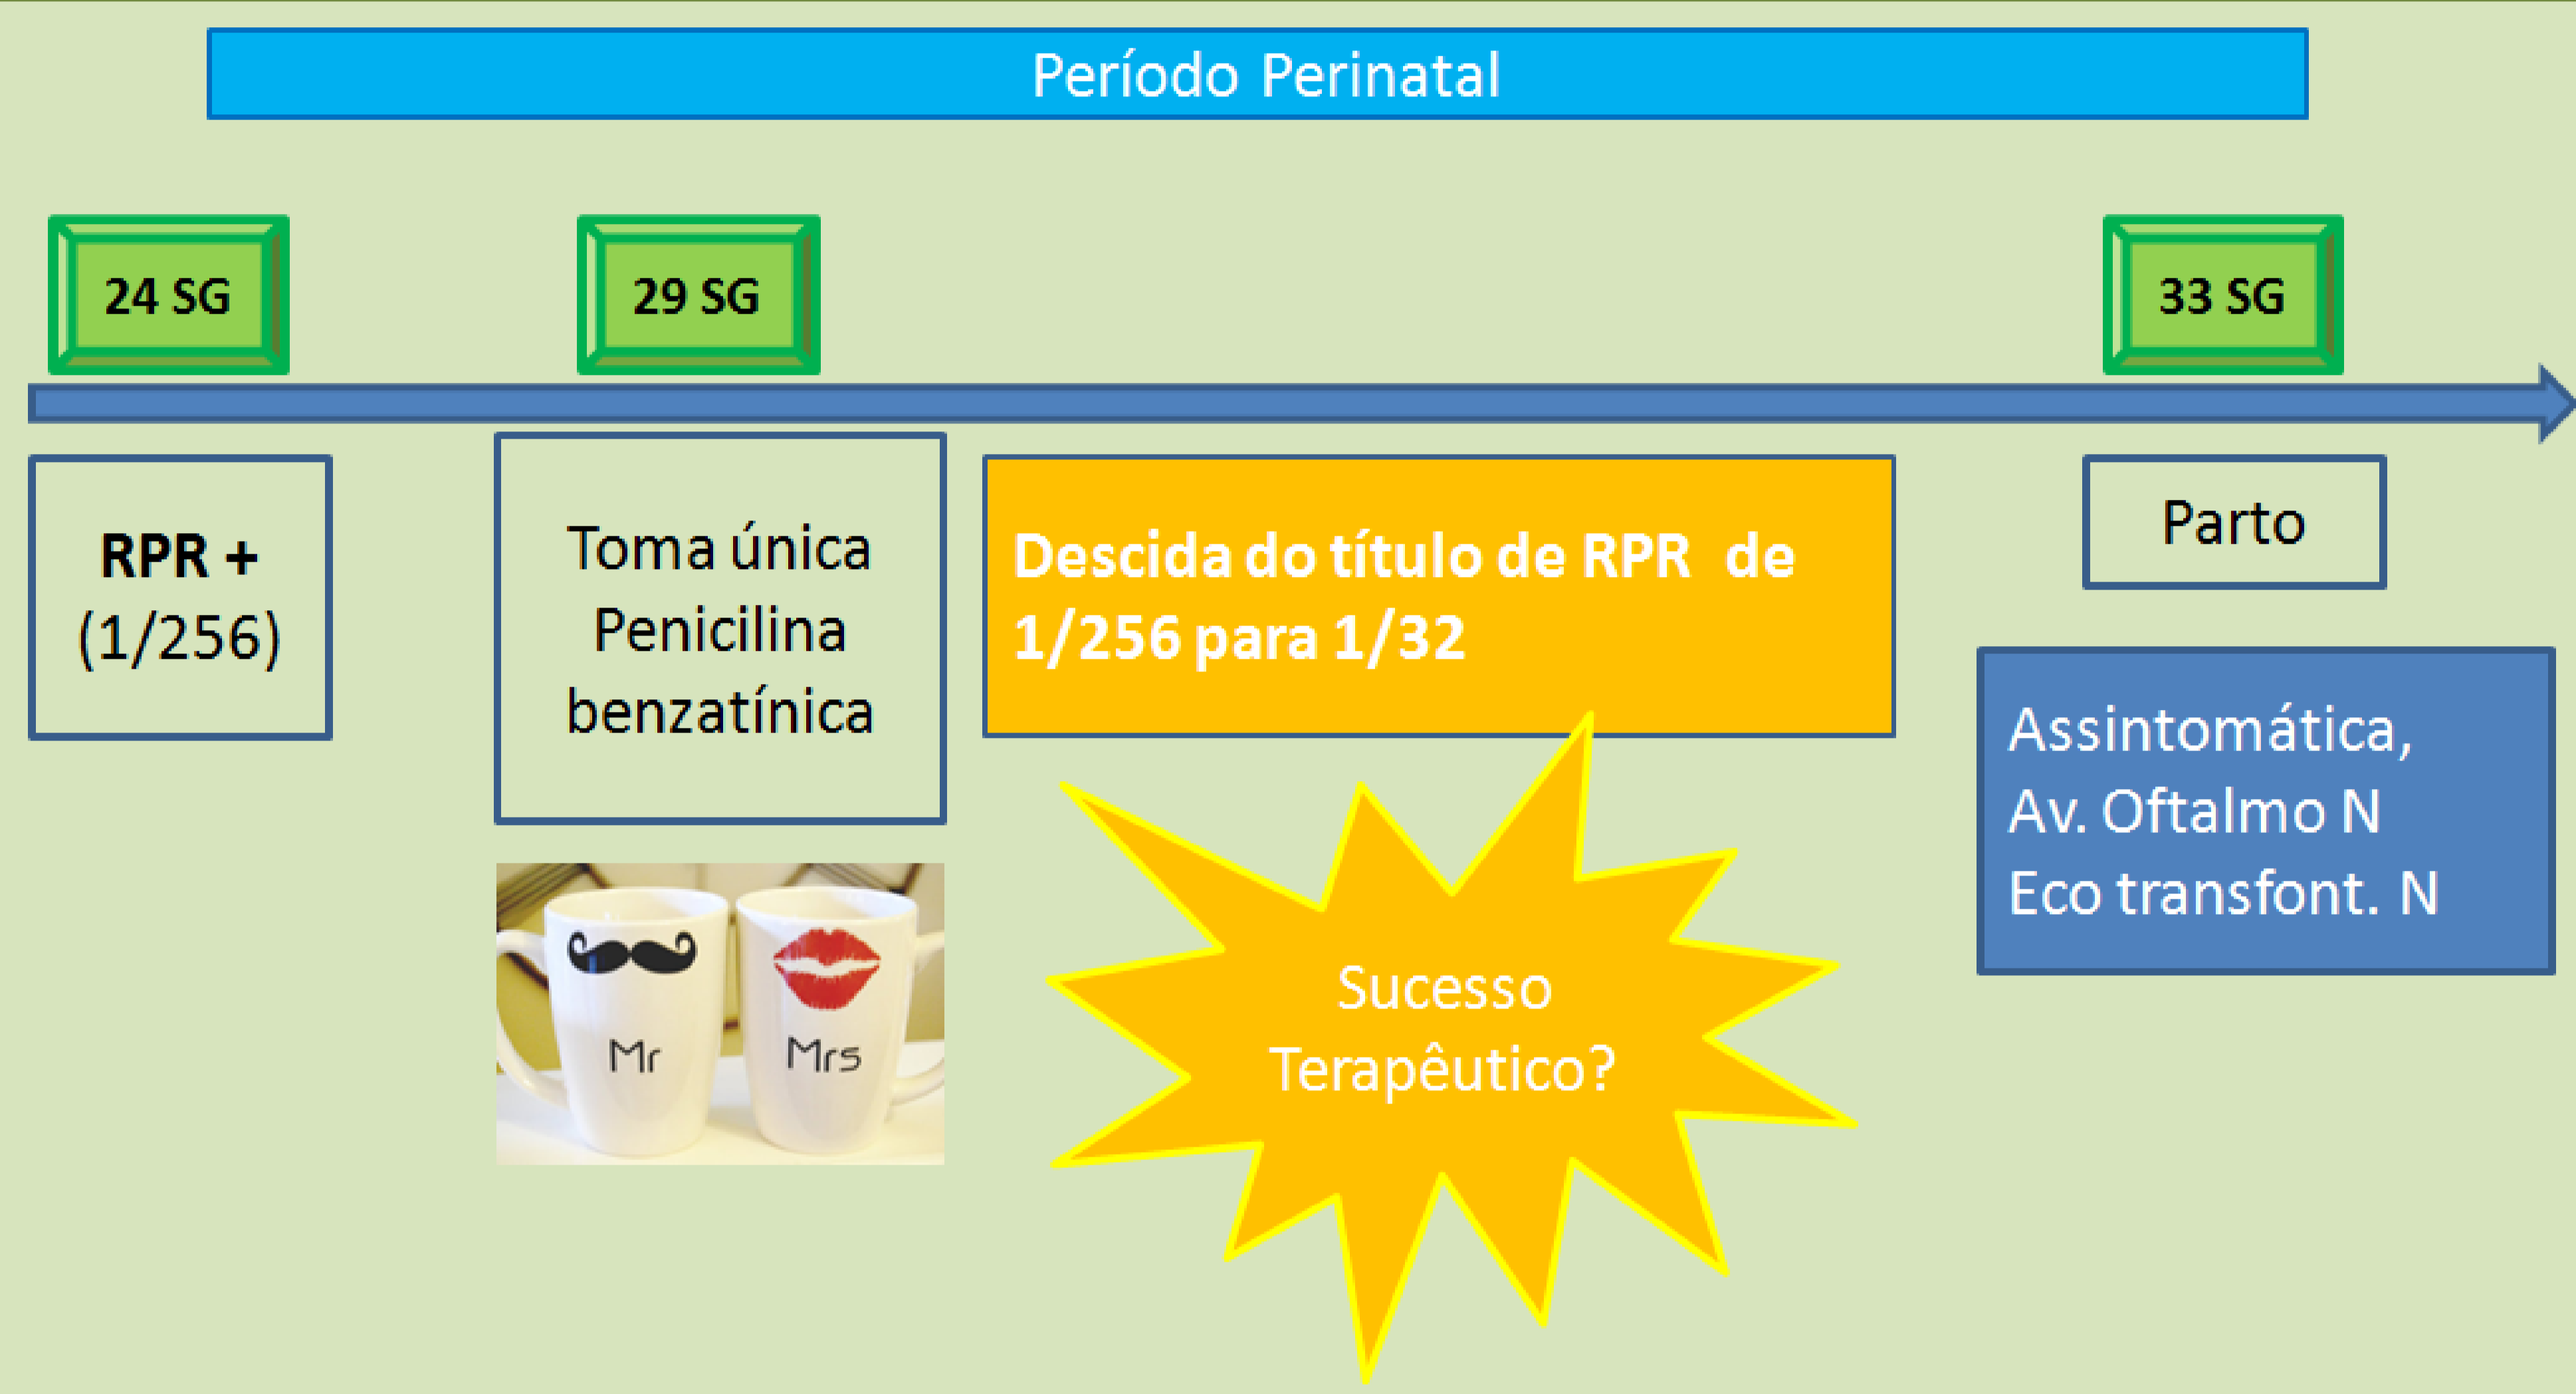 Período Perinatal
24 SG
29 SG
33 SG
RPR +
(1/256)
Toma única
Penicilina
benzatínica
Descida do título de RPR de
1/256 para 1/32
Parto
Assintomática,
Av. Oftalmo N
Eco transfont. N
Mr
Mrs
Sucesso
Terapêutico?